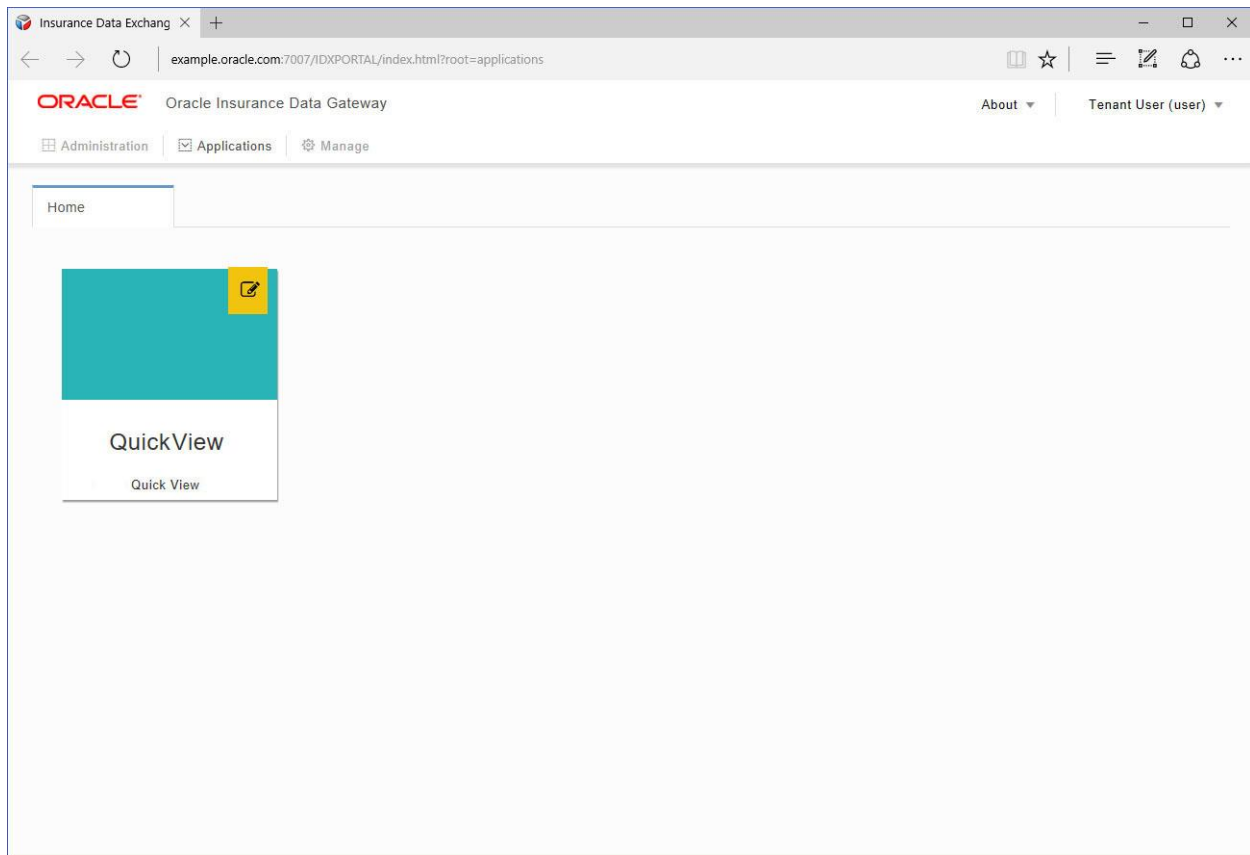 Insurance Data Exchang
example.oracle.com:7007/IDXPORTAL/index.html?root=applications
ORACLE® Oracle Insurance Data Gateway About Tenant User (user)
Administration Applications Manage
Home
QuickView
Quick View